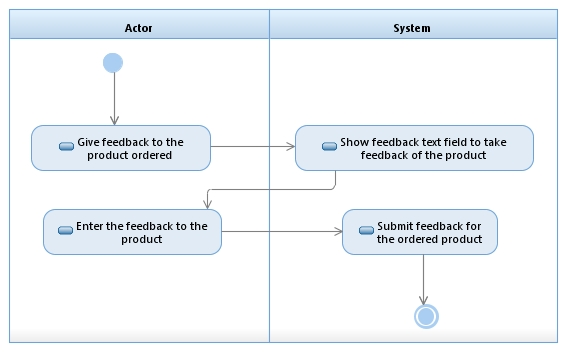 Actor
System
Give feedback to the
product ordered
Show feedback text field to take
feedback of the product
Enter the feedback to the
product
Submit feedback for
the ordered product